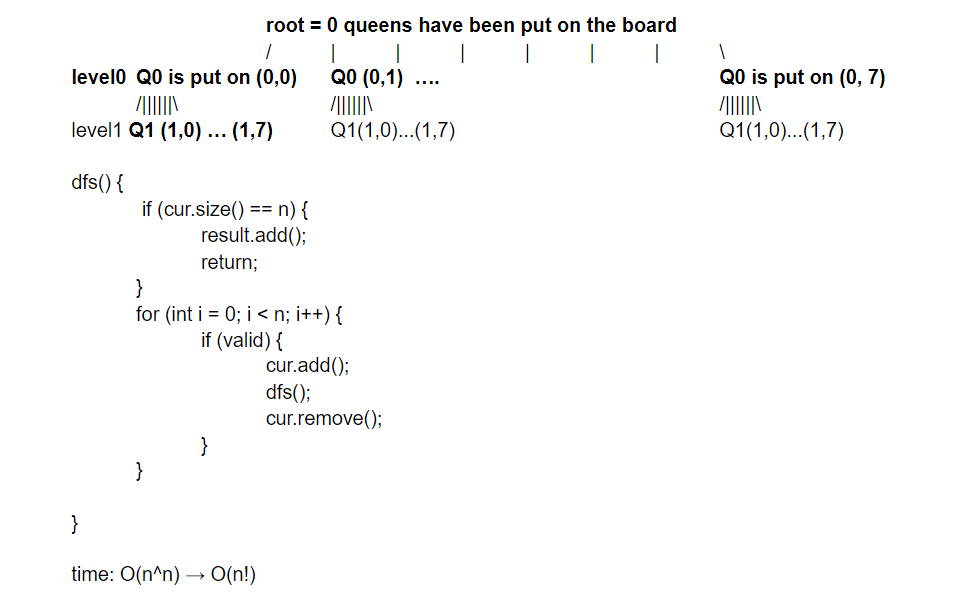 root = 0 queens have been put on the board
/ | | | | | | \
level0 Q0 is put on (0,0) Q0 (0,1) …. Q0 is put on (0, 7)
/||||||\ /||||||\ /||||||\
level1 Q1 (1,0) … (1,7) Q1(1,0)...(1,7) Q1(1,0)...(1,7)
dfs() {
if (cur.size() == n) {
result.add();
return;
}
for (int i = 0; i < n; i++) {
if (valid) {
cur.add();
dfs();
cur.remove();
}
}
}
time: O(n^n) → O(n!)